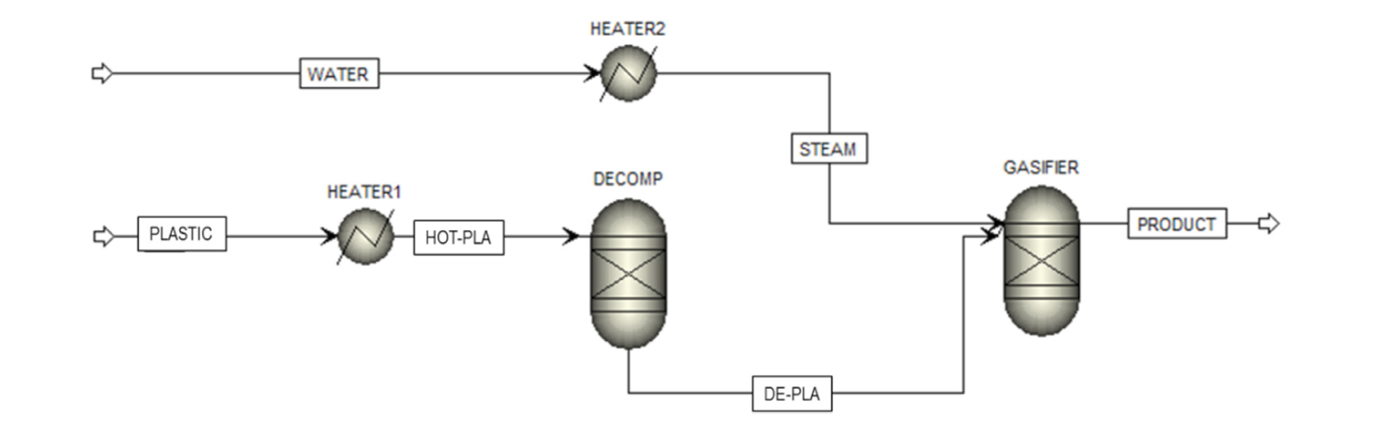 HEATER2
WATER
STEAM
GASIFIER
DECOMP
HEATER1
PLASTIC
HOT-PLA
PRODUCT
DE-PLA